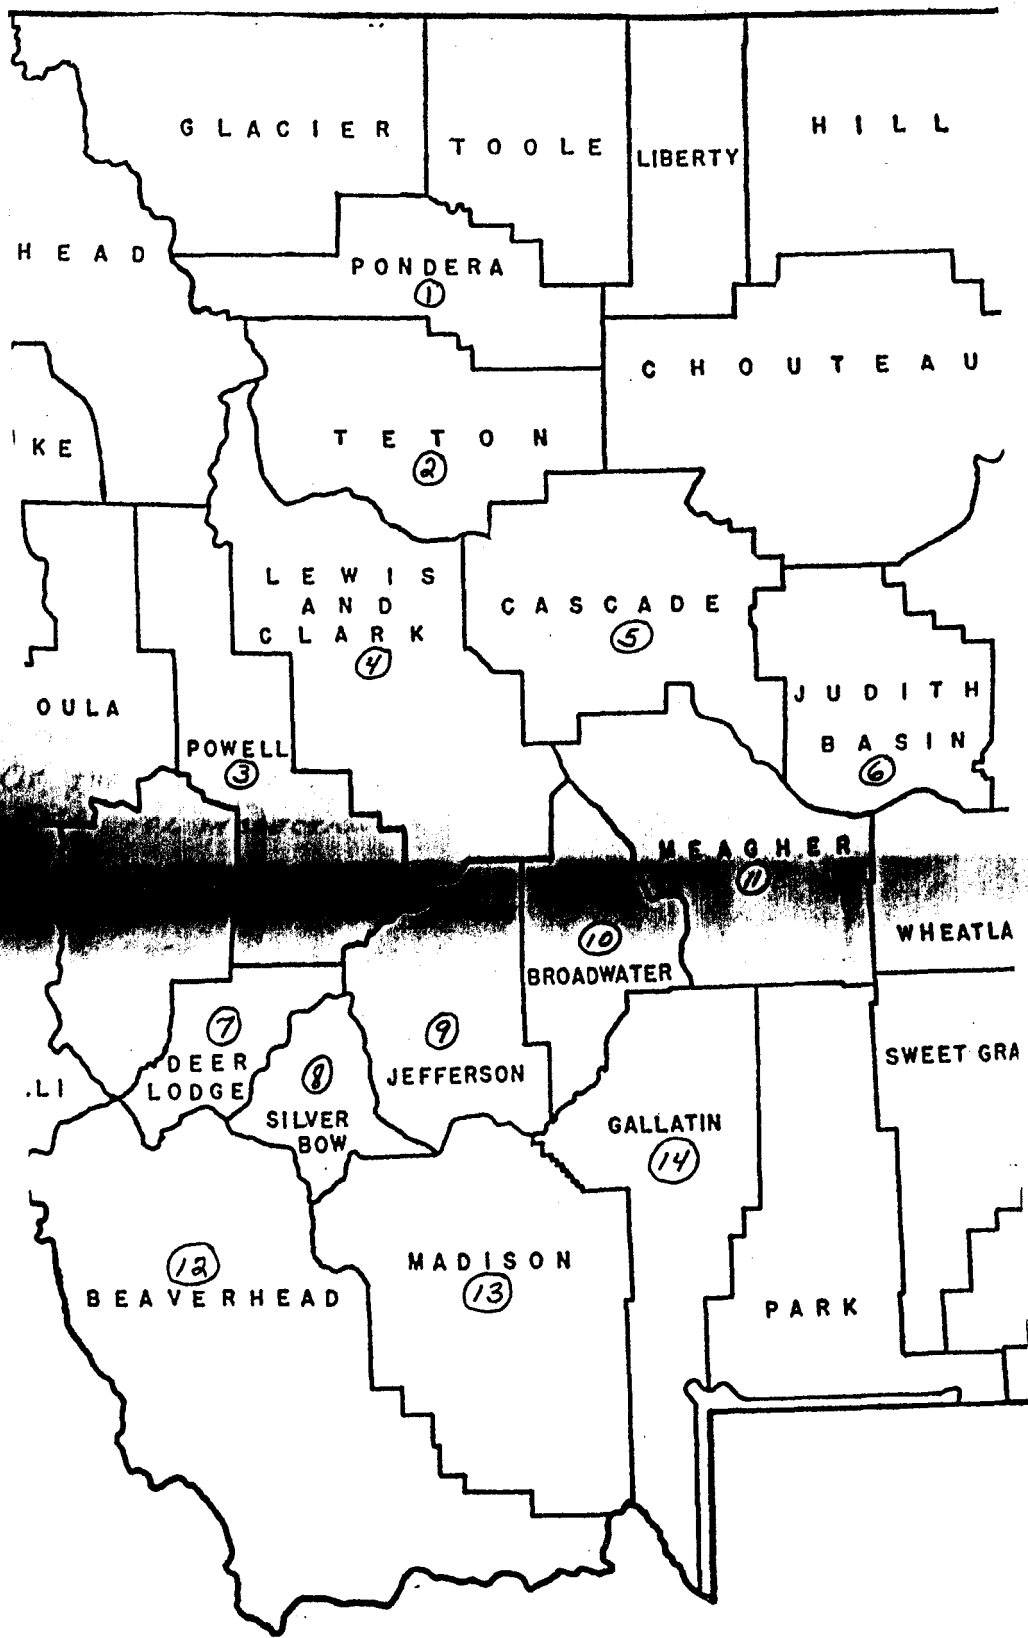 GLACIER
TOOLE
LIBERTY
HILL
HEAD
PONDERA
1
CHOUTEAU
KE
TETON
2
LEWIS
AND
CLARK
4
CASCADE
5
OULA
JUDITH
BASIN
6
POWELL
3
MEAGHER
11
WHEATLA
10
BROADWATER
7
DEER
LODGE
8
SILVER
BOW
9
JEFFERSON
SWEET GRA
.LI
GALLATIN
14
12
BEAVERHEAD
MADISON
13
PARK